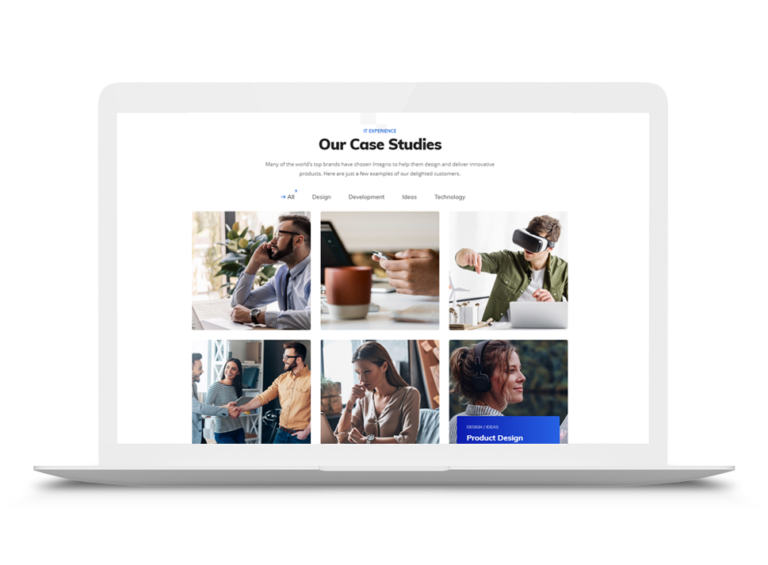 IT EXPERIENCE
Our Case Studies
Many of the world's top brands have chosen Integrio to help them design and deliver innovative
products. Here are just a few examples of our delighted customers.
All
Design Development Ideas Technology
DESIGN / IDEAS
Product Design